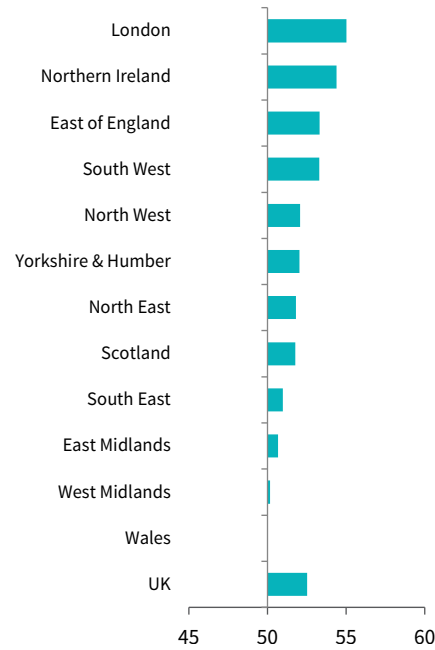 London
Northern Ireland
East of England
South West
North West
Yorkshire & Humber
North East
Scotland
South East
East Midlands
West Midlands
Wales
UK
45 50 55 60